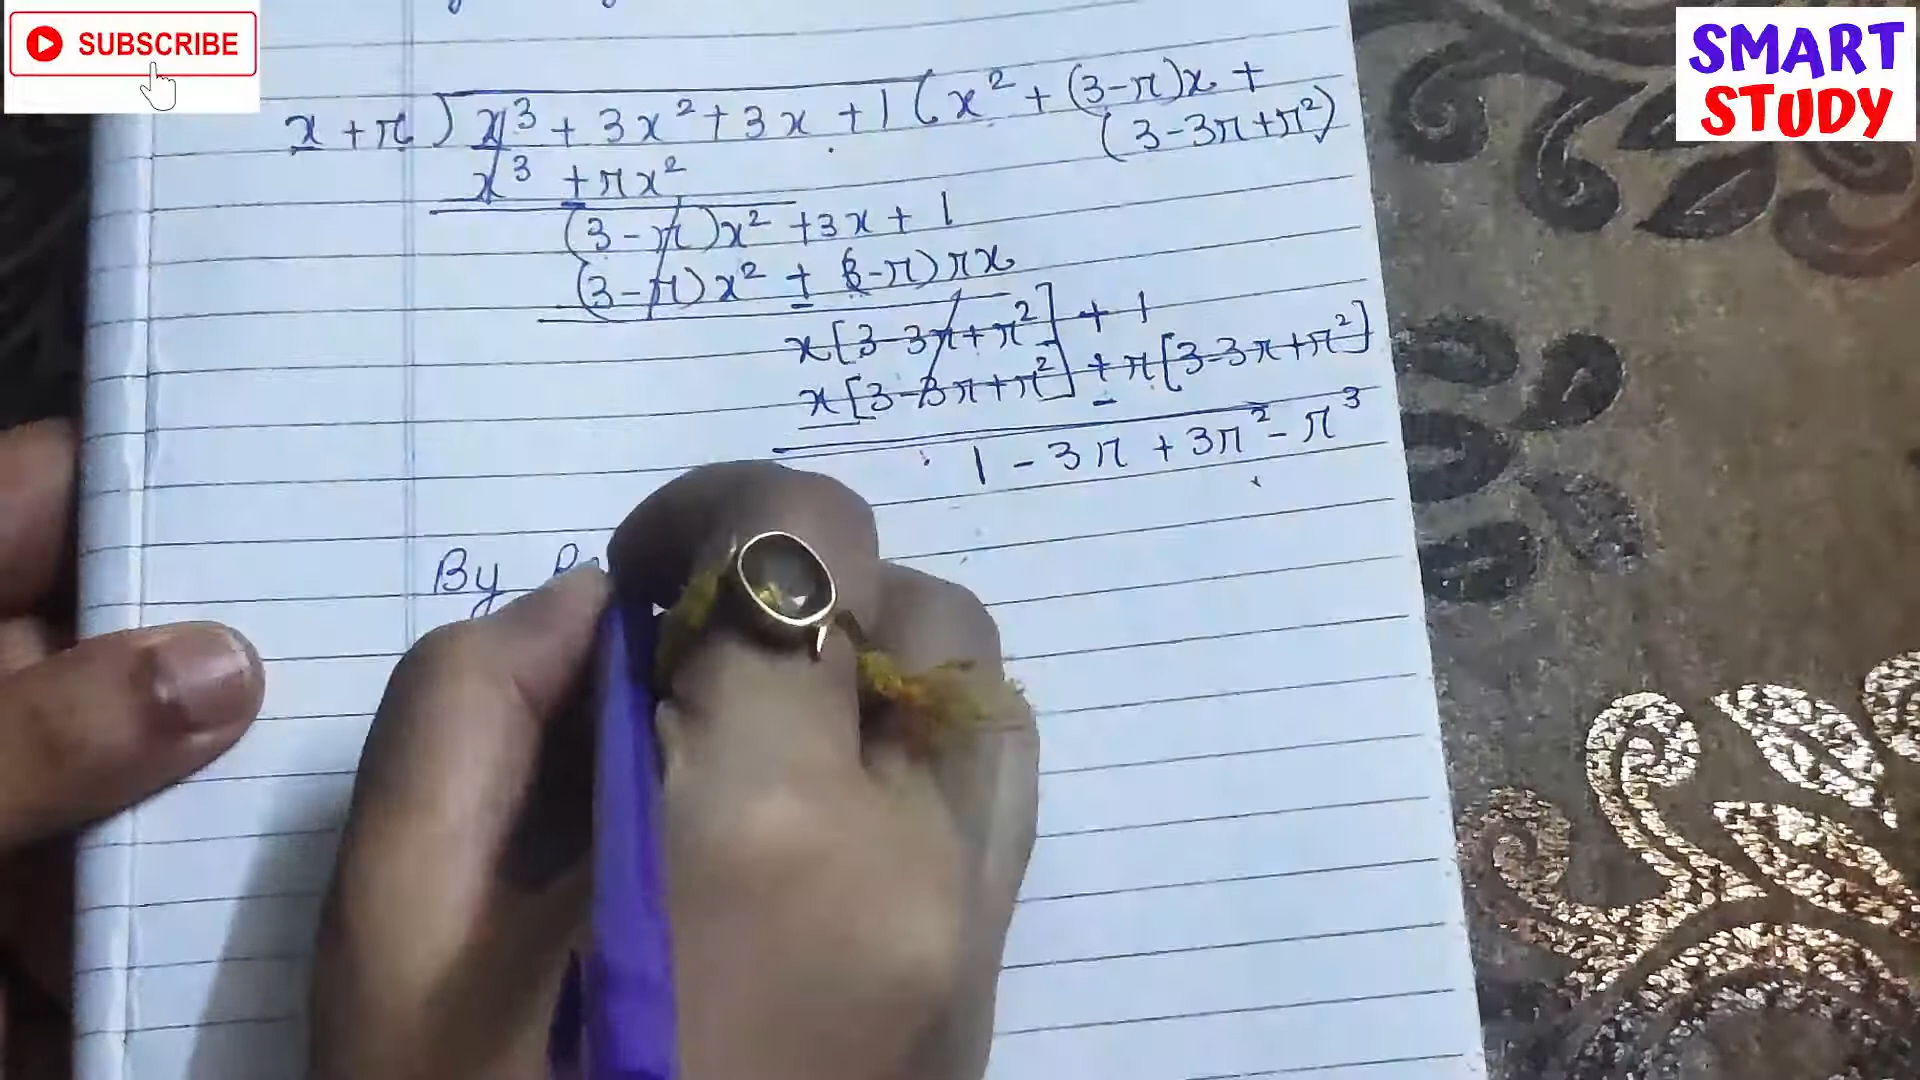 SUBSCRIBE
SMART
STUDY
x + π ) x³ + 3x² + 3x + 1 ( x² + (3-π)x +
(3-3π+π²)
x³ + πx²
(3-π)x² + 3x + 1
(3-π)x² + (3-π)πx
x[3-3π+π²] + 1
x[3-3π+π²] + π[3-3π+π²]
1 - 3π + 3π² - π³
By